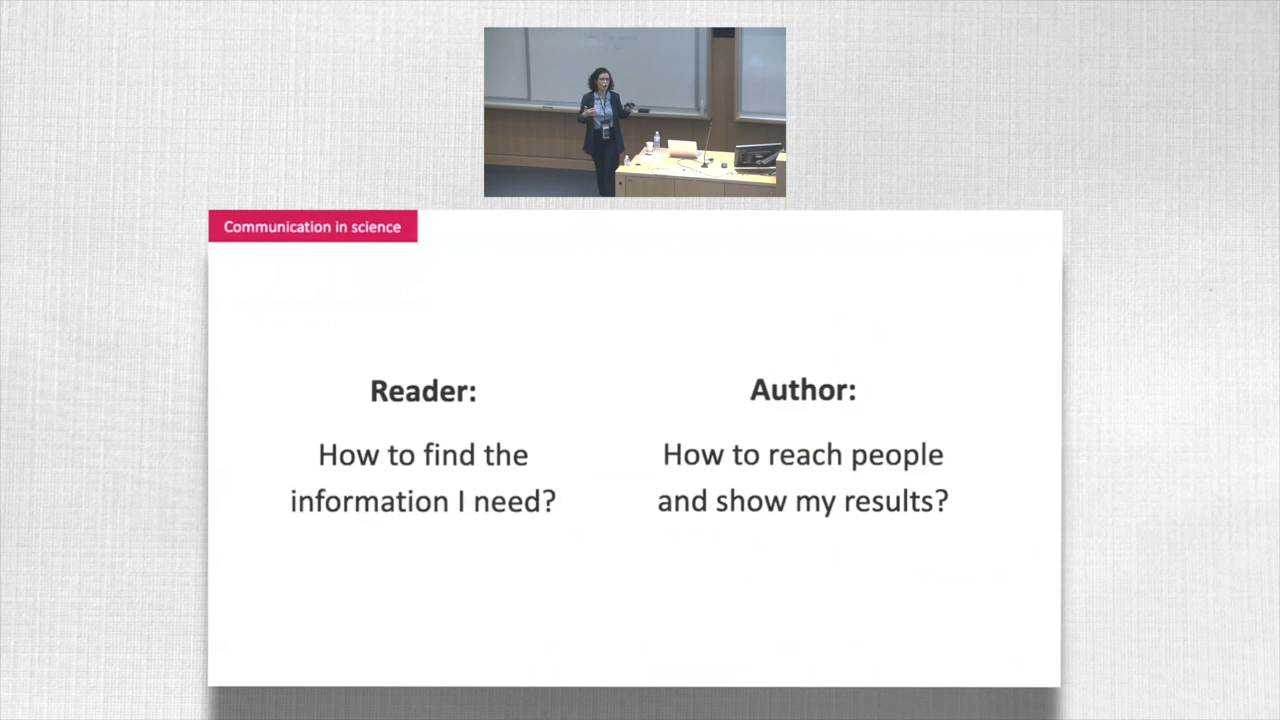 Communication in science
Reader:
How to find the
information I need?
Author:
How to reach people
and show my results?